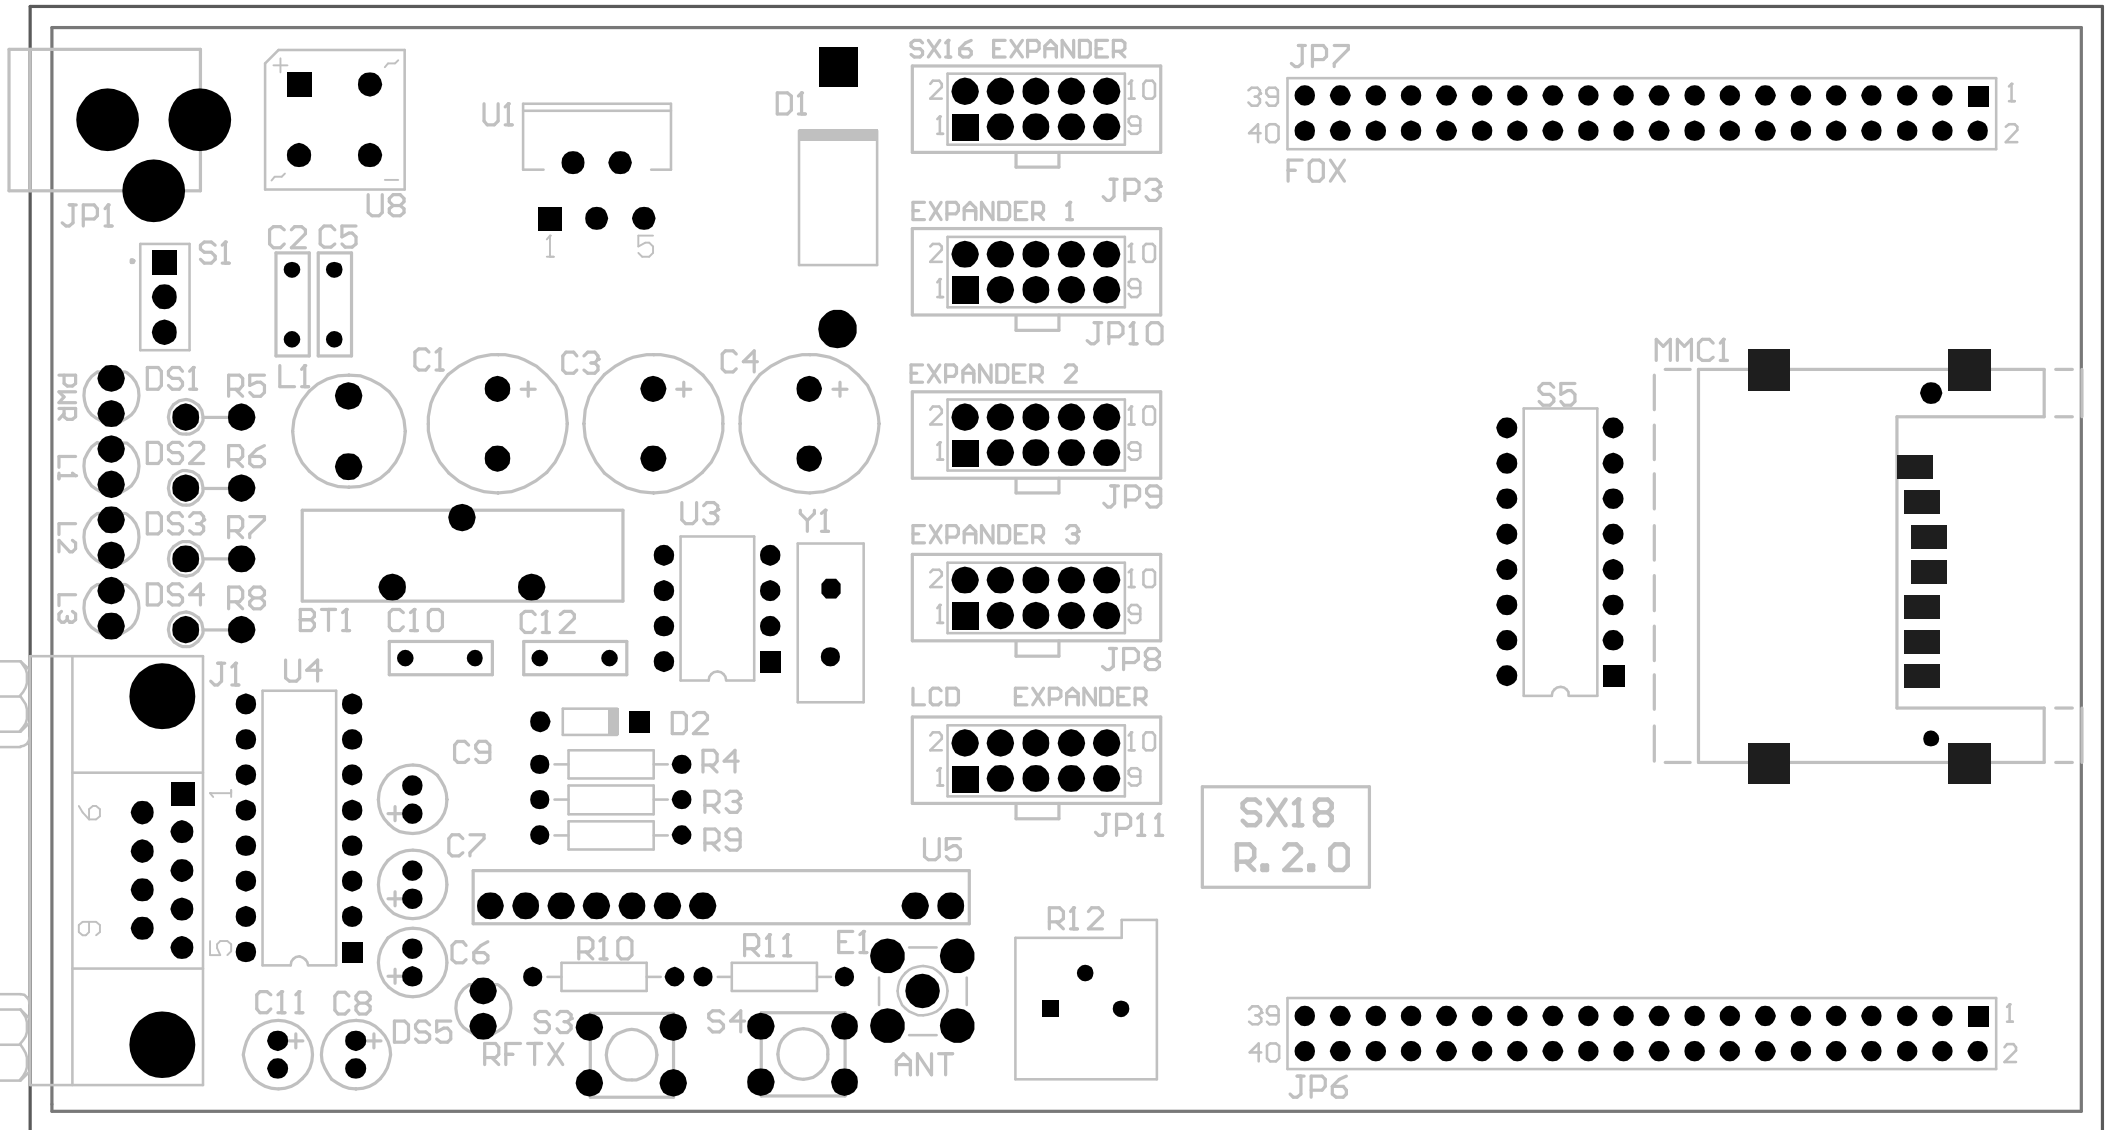 SX16 EXPANDER
2 10
1 9
JP3
JP7
39 1
40 2
FOX
+ ~
~ −
U8
JP1
U1
1 5
D1
EXPANDER 1
2 10
1 9
JP10
S1
C2 C5
C1 + C3 + C4 +
EXPANDER 2
2 10
1 9
JP9
MMC1
S5
PWR DS1 R5 L1
L1 DS2 R6
L2 DS3 R7
L3 DS4 R8
BT1 C10 C12
U3 Y1
EXPANDER 3
2 10
1 9
JP8
J1 U4
LCD EXPANDER
2 10
1 9
JP11
D2
C9 R4
+ R3
R9
C7
+
U5
1
6
9
5
SX18
R.2.0
C6
+
R10 R11 E1
R12
C11 C8
+ +
DS5
RFTX
S3 S4
ANT
39 1
40 2
JP6